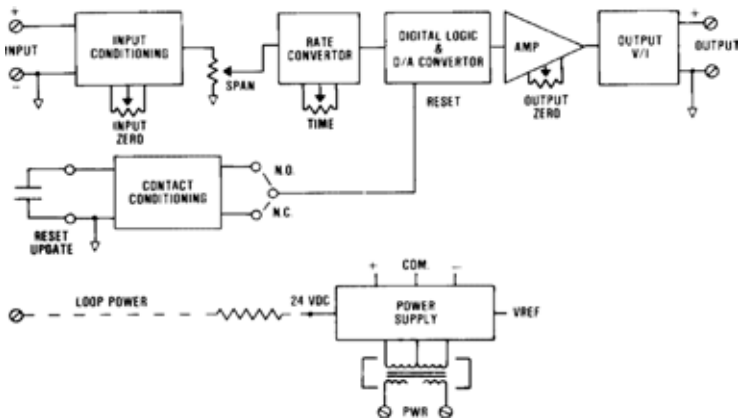 +
INPUT
−
INPUT
CONDITIONING
INPUT
ZERO
SPAN
RATE
CONVERTOR
TIME
DIGITAL LOGIC
&
D/A CONVERTOR
RESET
AMP
OUTPUT
ZERO
OUTPUT
V/I
+
OUTPUT
−
CONTACT
CONDITIONING
N.O.
N.C.
RESET
UPGATE
LOOP POWER
24 VDC
+ COM. −
POWER
SUPPLY
VREF
PWR